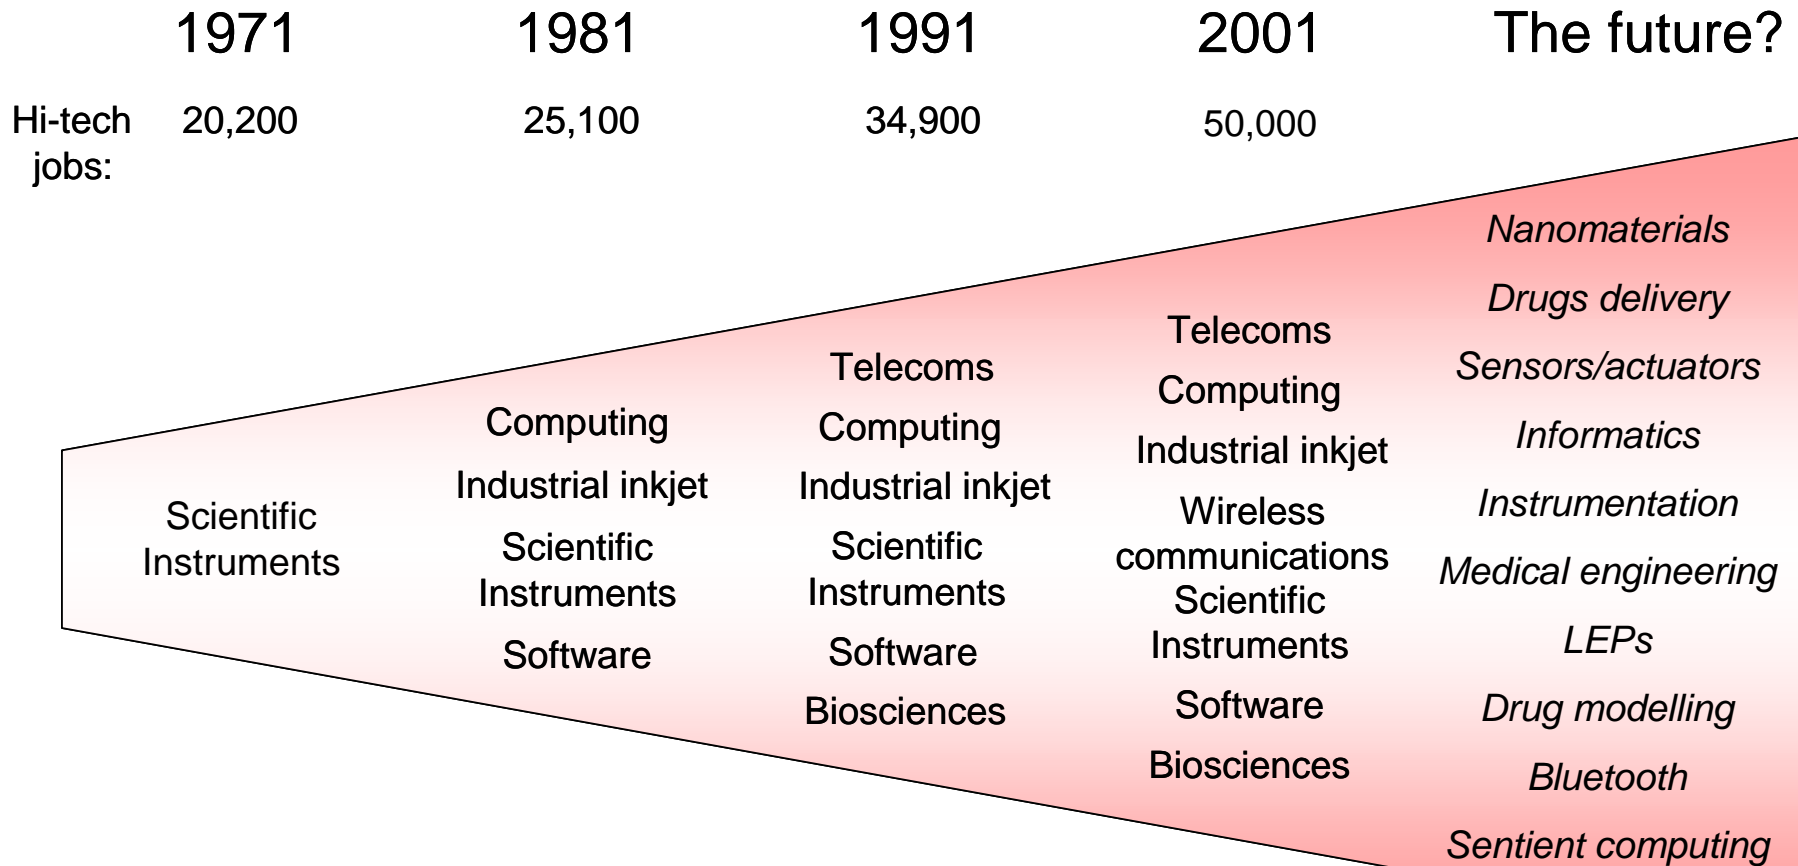 1971 1981 1991 2001 The future?
Hi-tech jobs: 20,200 25,100 34,900 50,000
Scientific
Instruments
Computing
Industrial inkjet
Scientific
Instruments
Software
Telecoms
Computing
Industrial inkjet
Scientific
Instruments
Software
Biosciences
Telecoms
Computing
Industrial inkjet
Wireless
communications
Scientific
Instruments
Software
Biosciences
Nanomaterials
Drugs delivery
Sensors/actuators
Informatics
Instrumentation
Medical engineering
LEPs
Drug modelling
Bluetooth
Sentient computing